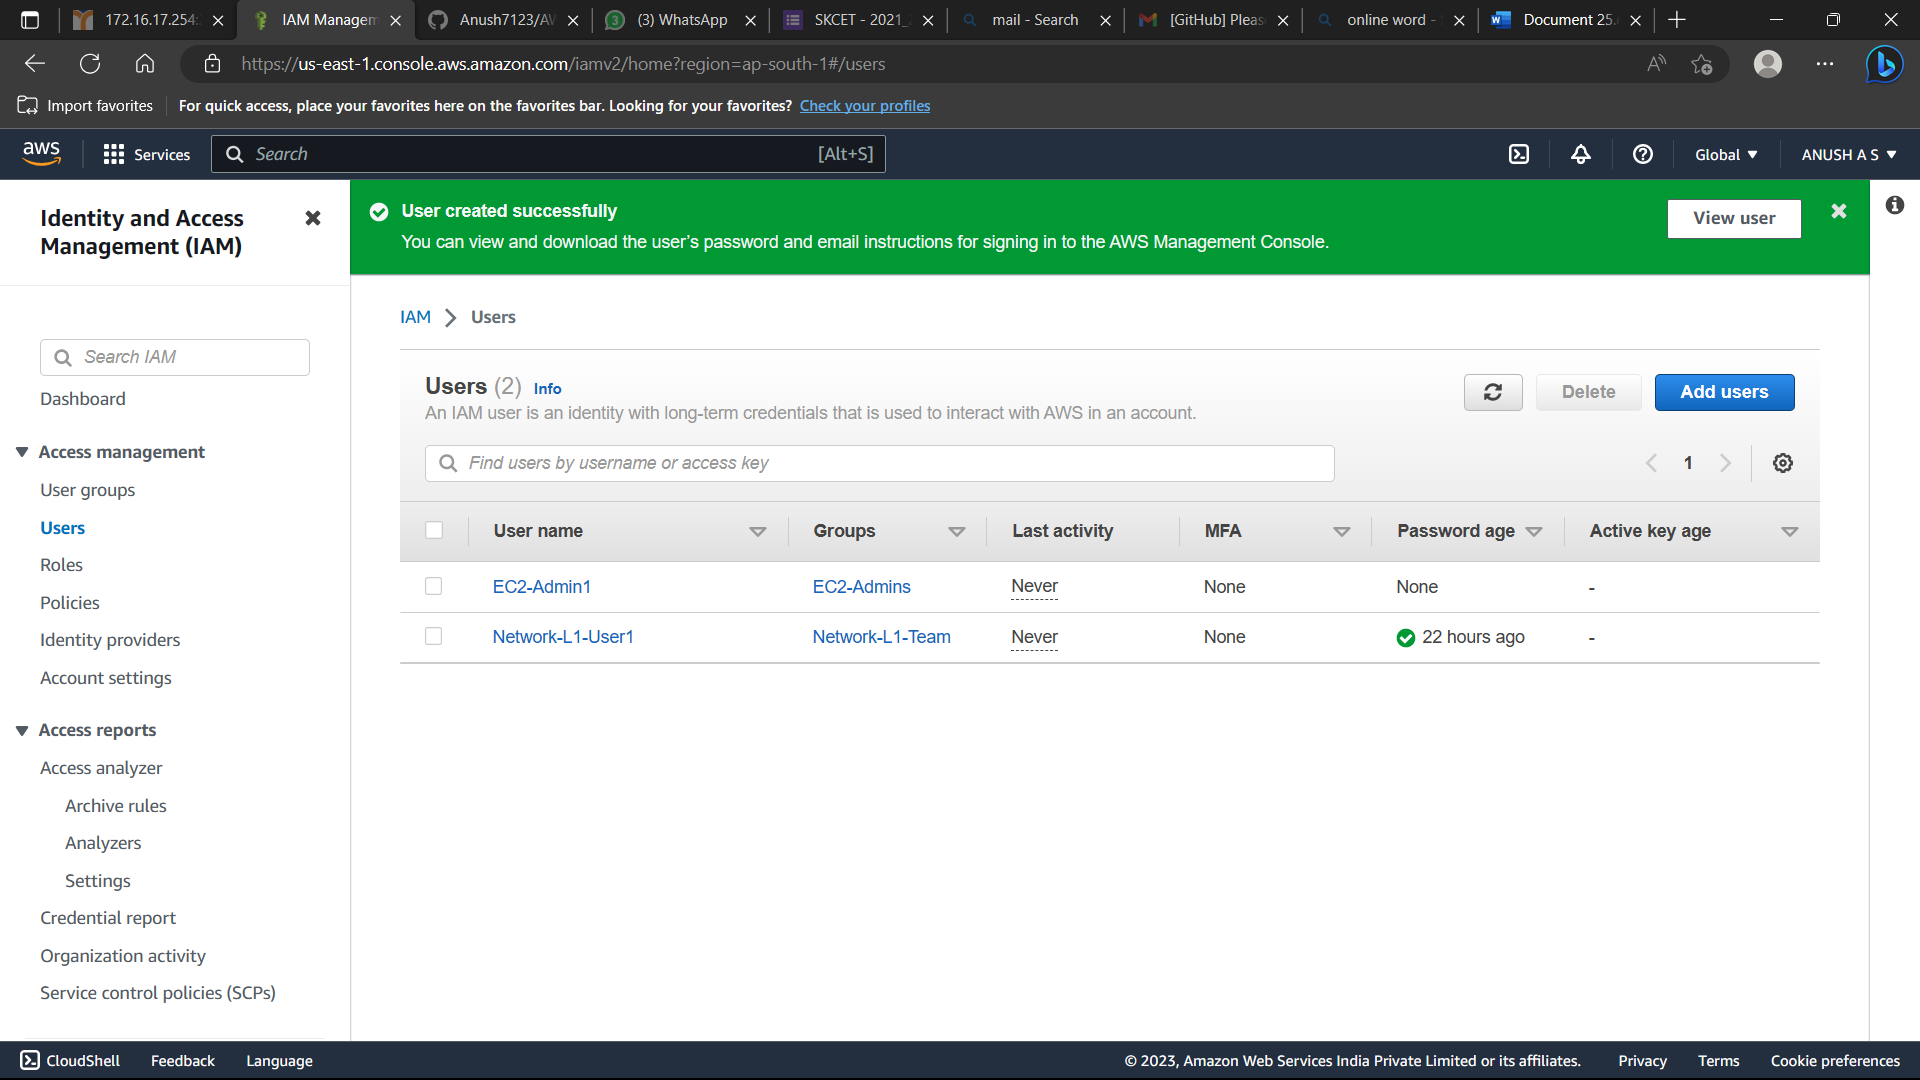 172.16.17.254:
IAM Managem
Anush7123/AW
(3) WhatsApp
SKCET - 2021_
mail - Search
[GitHub] Pleas
online word -
Document 25.
https://us-east-1.console.aws.amazon.com/iamv2/home?region=ap-south-1#/users
Import favorites
For quick access, place your favorites here on the favorites bar. Looking for your favorites? Check your profiles
aws
Services
Search
[Alt+S]
Global
ANUSH A S
Identity and Access
Management (IAM)
Search IAM
Dashboard
Access management
User groups
Users
Roles
Policies
Identity providers
Account settings
Access reports
Access analyzer
Archive rules
Analyzers
Settings
Credential report
Organization activity
Service control policies (SCPs)
User created successfully
You can view and download the user's password and email instructions for signing in to the AWS Management Console.
View user
IAM > Users
Users (2) Info
An IAM user is an identity with long-term credentials that is used to interact with AWS in an account.
Delete
Add users
Find users by username or access key
1
User name Groups Last activity MFA Password age Active key age
EC2-Admin1 EC2-Admins Never None None -
Network-L1-User1 Network-L1-Team Never None 22 hours ago -
CloudShell Feedback Language
© 2023, Amazon Web Services India Private Limited or its affiliates. Privacy Terms Cookie preferences